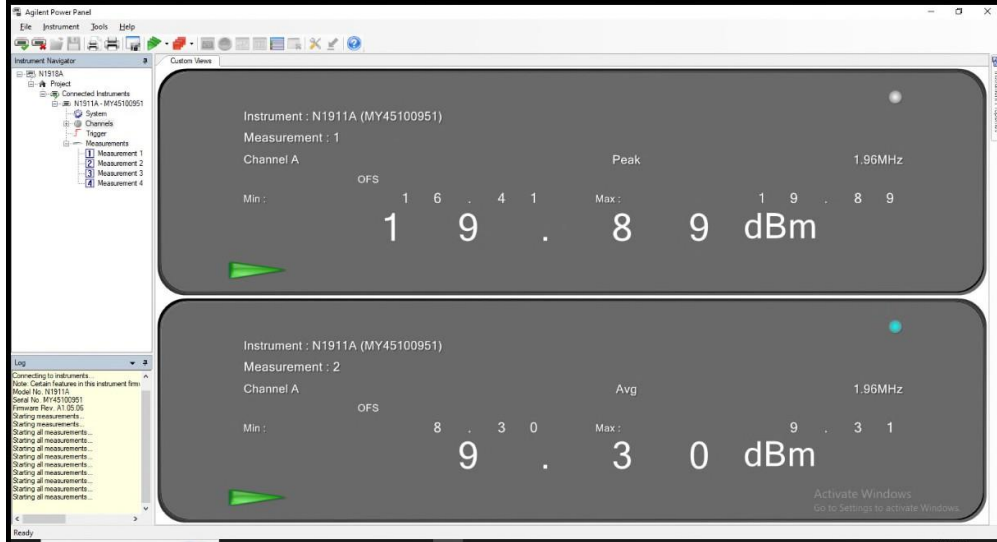 Agilent Power Panel
File Instrument Tools Help
Instrument Navigator
Custom Views
N1918A
Project
Connected Instruments
N1911A - MY45100951
System
Channels
Trigger
Measurements
1 Measurement 1
2 Measurement 2
3 Measurement 3
4 Measurement 4
Instrument : N1911A (MY45100951)
Measurement : 1
Channel A Peak 1.96MHz
OFS
Min : 16.41 Max : 19.89
19.89 dBm
Instrument : N1911A (MY45100951)
Measurement : 2
Channel A Avg 1.96MHz
OFS
Min : 8.30 Max : 9.31
9.30 dBm
Log
Connecting to instruments...
Note: Certain features in this instrument firm
Model No. N1911A
Serial No. MY45100951
Firmware Rev. A1.05.06
Starting measurements...
Starting measurements...
Starting all measurements...
Starting all measurements...
Starting all measurements...
Starting all measurements...
Starting all measurements...
Starting all measurements...
Starting all measurements...
Starting all measurements...
Starting all measurements...
Activate Windows
Go to Settings to activate Windows.
Ready